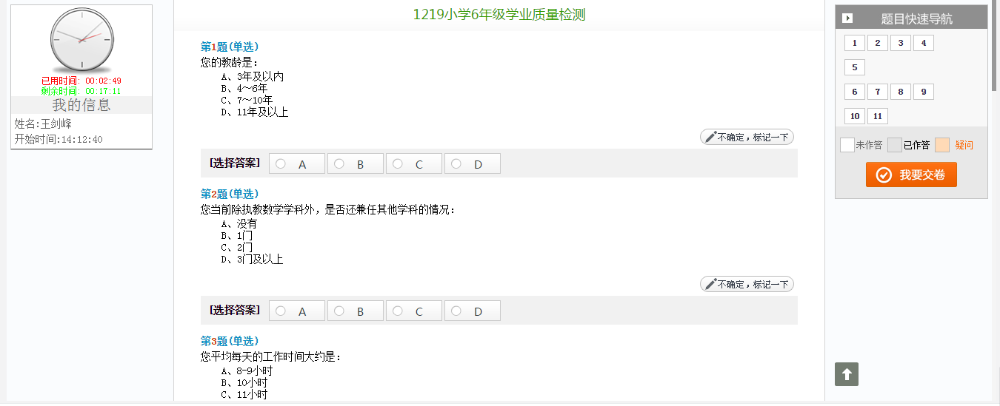 1219小学6年级学业质量检测
已用时间: 00:02:49
剩余时间: 00:17:11
我的信息
姓名:王剑峰
开始时间:14:12:40
第1题(单选)
您的教龄是:
A、3年及以内
B、4～6年
C、7～10年
D、11年及以上
不确定，标记一下
[选择答案] A B C D
第2题(单选)
您当前除执教数学学科外，是否还兼任其他学科的情况:
A、没有
B、1门
C、2门
D、3门及以上
不确定，标记一下
[选择答案] A B C D
第3题(单选)
您平均每天的工作时间大约是:
A、8-9小时
B、10小时
C、11小时
题目快速导航
1 2 3 4
5
6 7 8 9
10 11
未作答 已作答 疑问
我要交卷